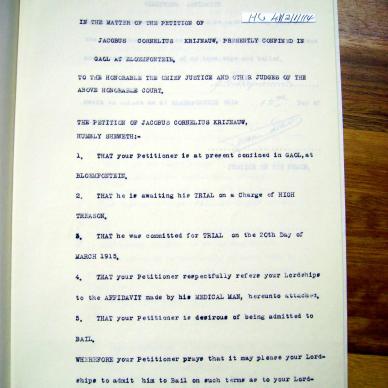 IN THE MATTER OF THE PETITION OF
HG 4/1/2/1/1/4
JACOBUS CORNELIUS KRIJNAUW, PRESENTLY CONFINED IN
GAOL AT BLOEMFONTEIN,
TO THE HONORABLE THE CHIEF JUSTICE AND OTHER JUDGES OF THE
ABOVE HONORABLE COURT.
THE PETITION OF JACOBUS CORNELIUS KRIJNAUW,
HUMBLY SHEWETH:-
1. THAT your Petitioner is at present confined in GAOL, at
BLOEMFONTEIN.
2. THAT he is awaiting his TRIAL on a Charge of HIGH
TREASON.
3. THAT he was committed for TRIAL on the 20th Day of
MARCH 1915.
4. THAT your Petitioner respectfully refers your Lordships
to the AFFIDAVIT made by his MEDICAL MAN, hereunto attached.
5. THAT your Petitioner is desirous of being admitted to
BAIL.
WHEREFORE your Petitioner prays that it may please your Lord-
ships to admit him to Bail on such terms as to your Lord-